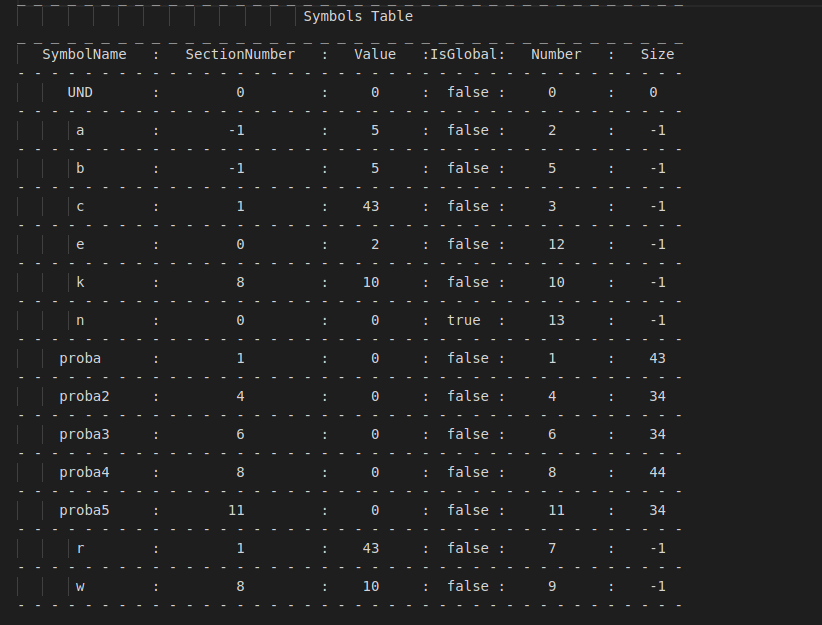 Symbols Table
SymbolName : SectionNumber : Value :IsGlobal: Number : Size
UND : 0 : 0 : false : 0 : 0
a : -1 : 5 : false : 2 : -1
b : -1 : 5 : false : 5 : -1
c : 1 : 43 : false : 3 : -1
e : 0 : 2 : false : 12 : -1
k : 8 : 10 : false : 10 : -1
n : 0 : 0 : true : 13 : -1
proba : 1 : 0 : false : 1 : 43
proba2 : 4 : 0 : false : 4 : 34
proba3 : 6 : 0 : false : 6 : 34
proba4 : 8 : 0 : false : 8 : 44
proba5 : 11 : 0 : false : 11 : 34
r : 1 : 43 : false : 7 : -1
w : 8 : 10 : false : 9 : -1